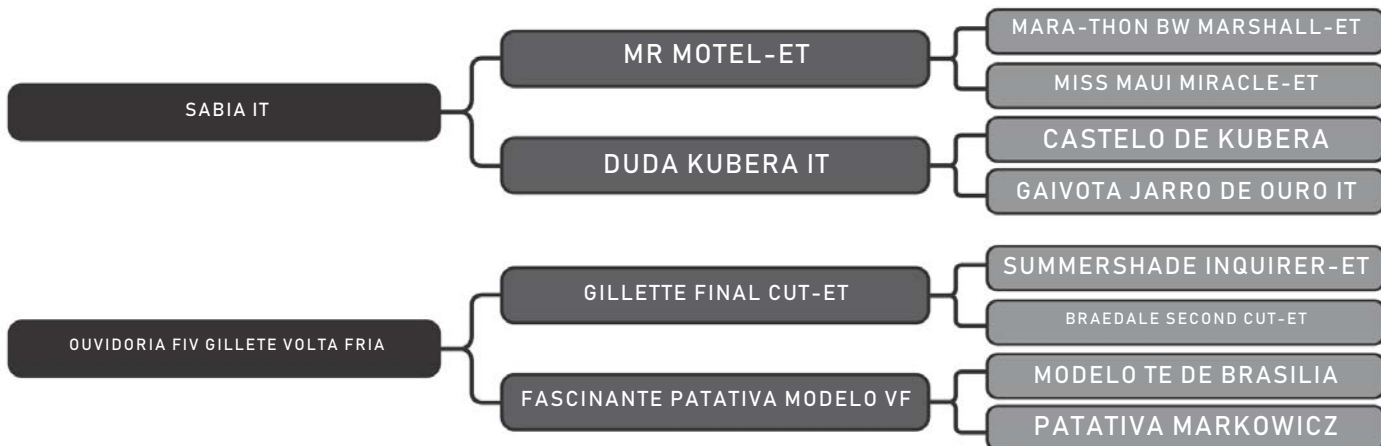 MARA-THON BW MARSHALL-ET
MR MOTEL-ET
MISS MAUI MIRACLE-ET
SABIA IT
CASTELO DE KUBERA
DUDA KUBERA IT
GAIVOTA JARRO DE OURO IT
SUMMERSHADE INQUIRER-ET
GILLETTE FINAL CUT-ET
BRAEDALE SECOND CUT-ET
OUVIDORIA FIV GILLETE VOLTA FRIA
MODELO TE DE BRASILIA
FASCINANTE PATATIVA MODELO VF
PATATIVA MARKOWICZ